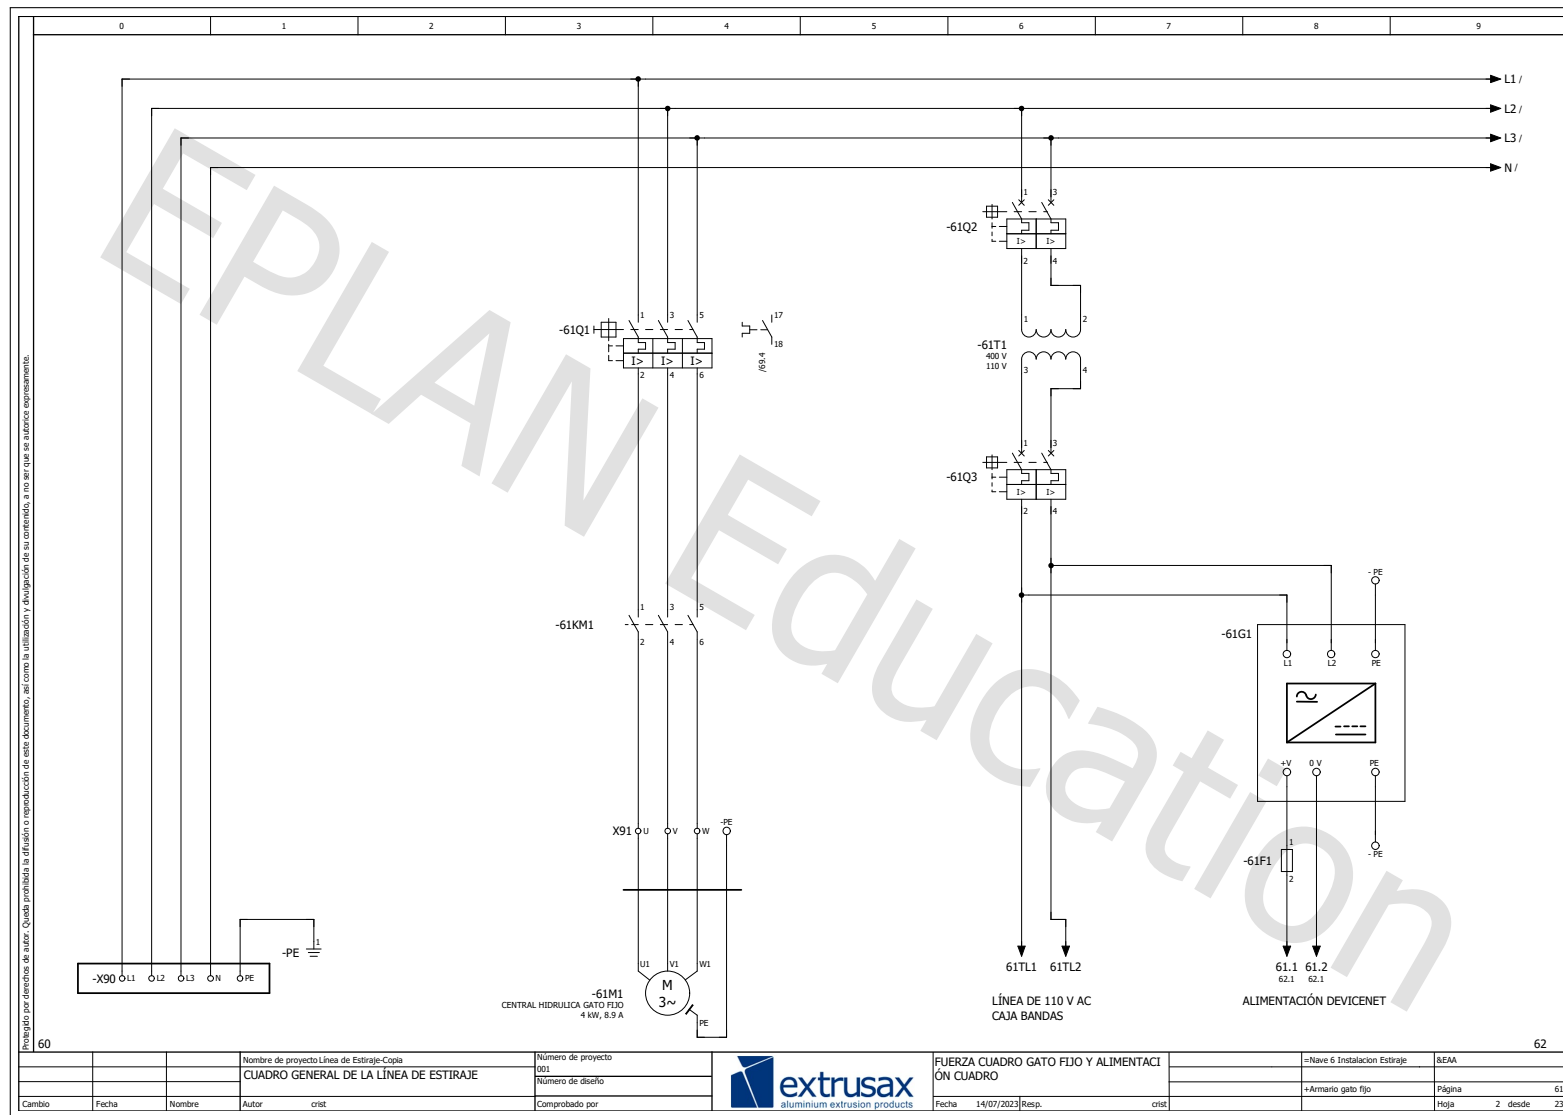 0 1 2 3 4 5 6 7 8 9
L1 /
L2 /
L3 /
N /
EPLAN Education
1 3
-61Q2
I> I>
2 4
1 2
-61T1
400 V
110 V
3 4
1 3 5
-61Q1
I> I> I>
2 4 6
17
18
/69.4
1 3
-61Q3
I> I>
2 4
1 3 5
-61KM1
2 4 6
- PE
-61G1
L1 L2 PE
+V 0 V PE
- PE
1
-61F1
2
X91 U V W -PE
U1 V1 W1
M
3~
PE
-61M1
CENTRAL HIDRULICA GATO FIJO
4 kW, 8.9 A
-PE 1
-X90 L1 L2 L3 N PE
61TL1 61TL2
LÍNEA DE 110 V AC
CAJA BANDAS
61.1 61.2
62.1 62.1
ALIMENTACIÓN DEVICENET
Protegido por derechos de autor. Queda prohibida la difusión o reproducción de este documento, así como la utilización y divulgación de su contenido, a no ser que se autorice expresamente.
60
62
Nombre de proyecto Línea de Estiraje-Copia
CUADRO GENERAL DE LA LÍNEA DE ESTIRAJE
Cambio Fecha Nombre Autor crist
Número de proyecto
001
Número de diseño
Comprobado por
extrusax
aluminium extrusion products
FUERZA CUADRO GATO FIJO Y ALIMENTACI
ÓN CUADRO
Fecha 14/07/2023 Resp. crist
=Nave 6 Instalacion Estiraje
+Armario gato fijo
&EAA
Página 61
Hoja 2 desde 23